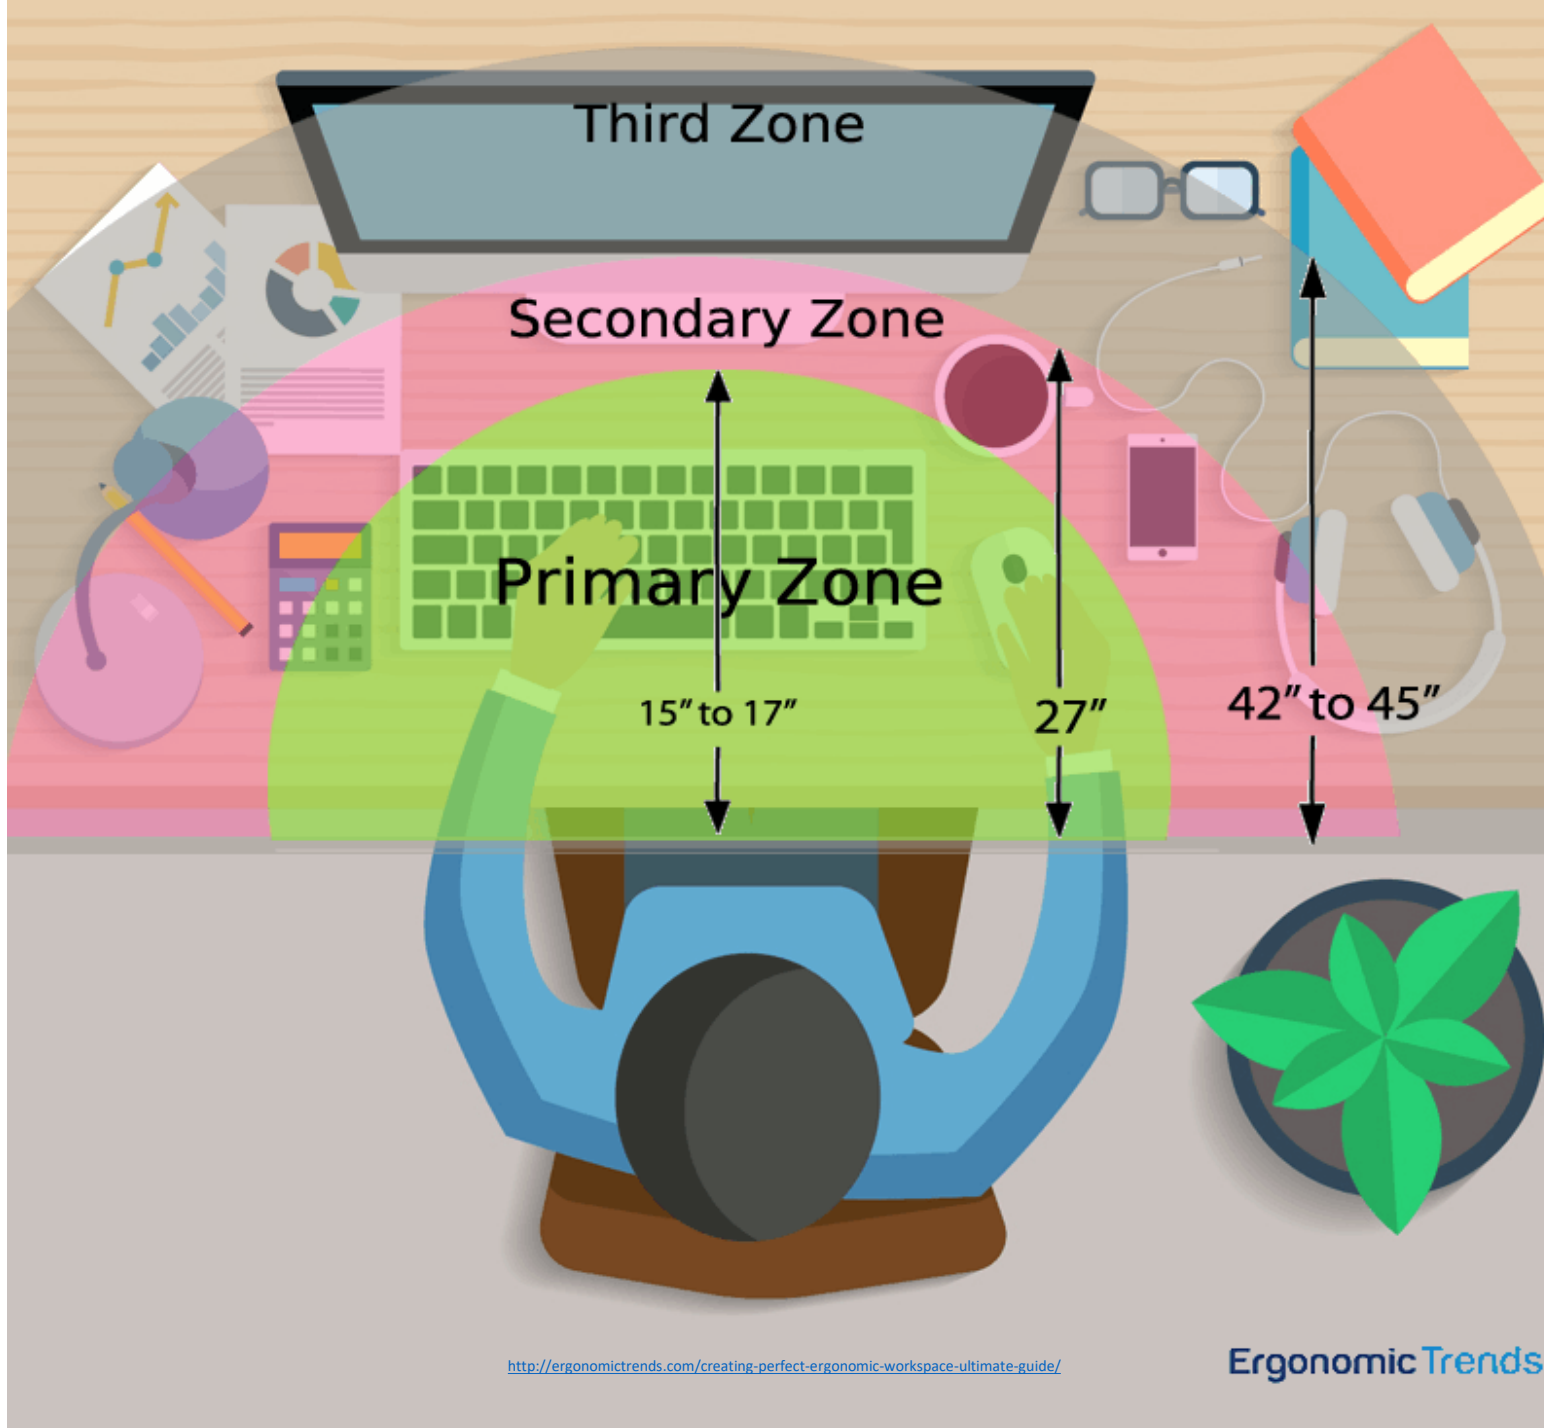 Third Zone
Secondary Zone
Primary Zone
15” to 17”
27”
42” to 45”
http://ergonomictrends.com/creating-perfect-ergonomic-workspace-ultimate-guide/
Ergonomic Trends